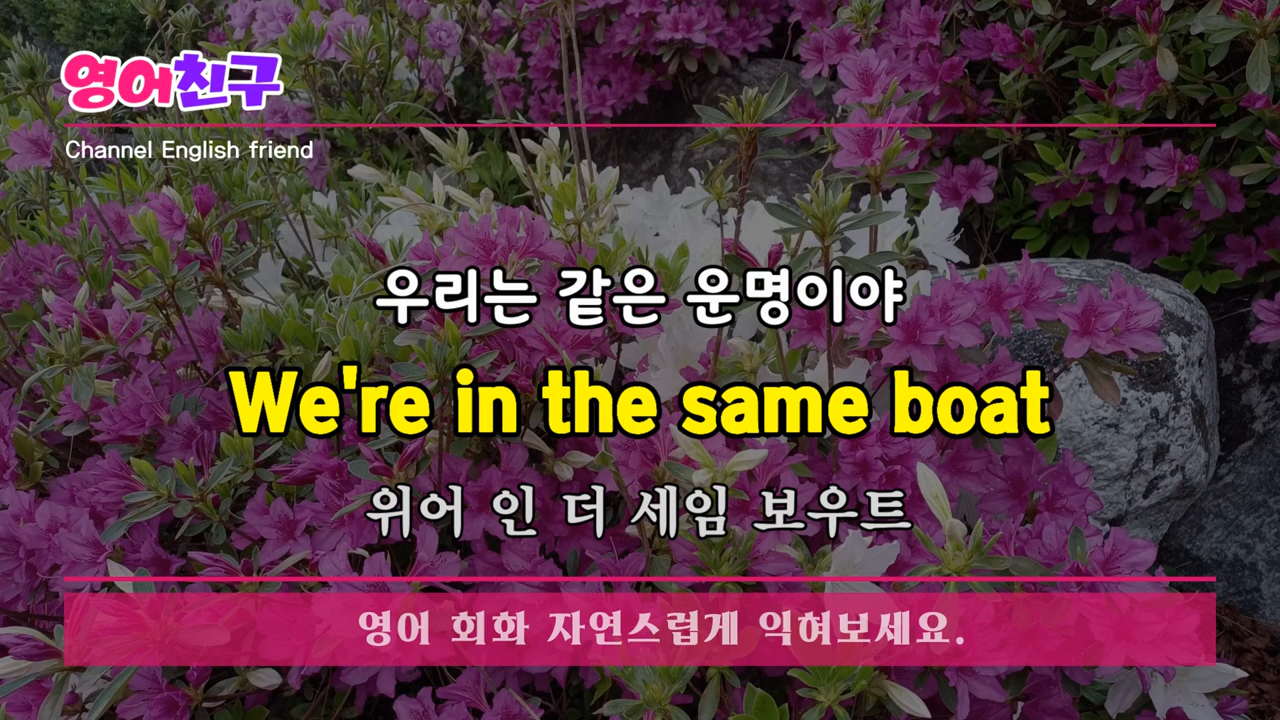 영어친구
Channel English friend
우리는 같은 운명이야
We're in the same boat
위어 인 더 세임 보우트
영어 회화 자연스럽게 익혀보세요.